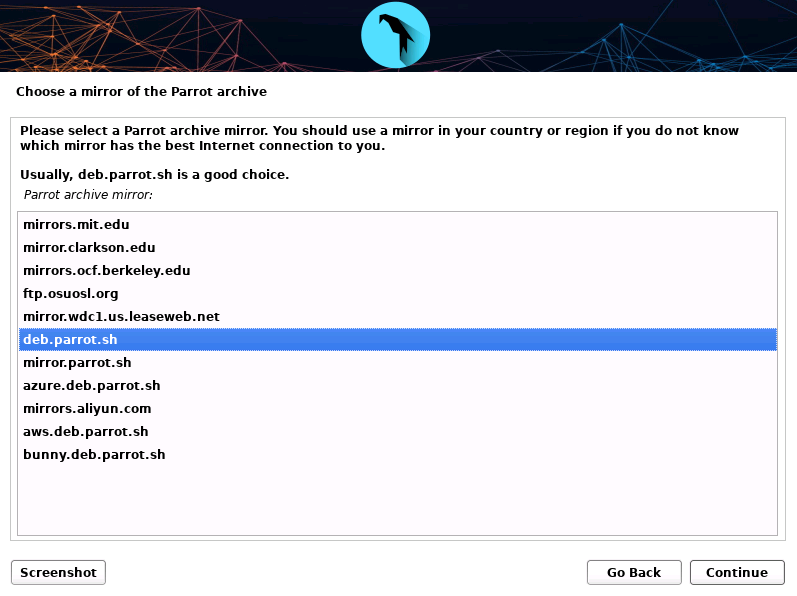 Choose a mirror of the Parrot archive
Please select a Parrot archive mirror. You should use a mirror in your country or region if you do not know
which mirror has the best Internet connection to you.
Usually, deb.parrot.sh is a good choice.
Parrot archive mirror:
mirrors.mit.edu
mirror.clarkson.edu
mirrors.ocf.berkeley.edu
ftp.osuosl.org
mirror.wdc1.us.leaseweb.net
deb.parrot.sh
mirror.parrot.sh
azure.deb.parrot.sh
mirrors.aliyun.com
aws.deb.parrot.sh
bunny.deb.parrot.sh
Screenshot Go Back Continue